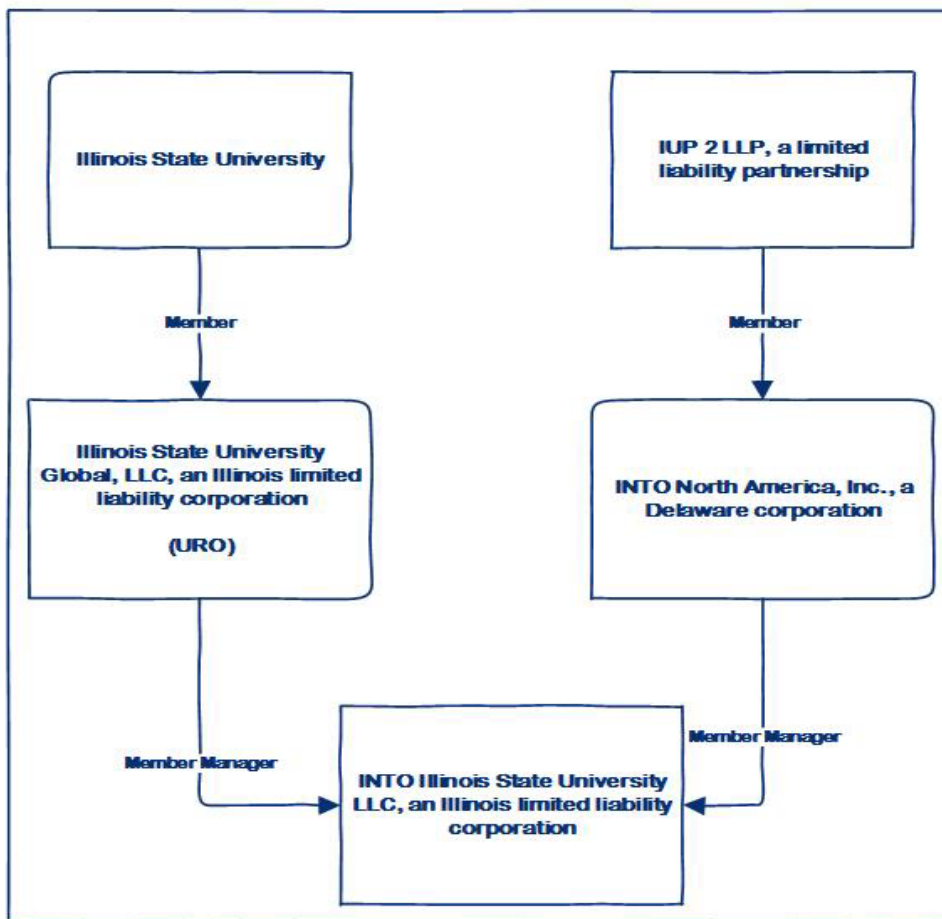 Illinois State University
IUP 2 LLP, a limited
liability partnership
Member
Member
Illinois State University
Global, LLC, an Illinois limited
liability corporation
(URO)
INTO North America, Inc., a
Delaware corporation
Member Manager
Member Manager
INTO Illinois State University
LLC, an Illinois limited liability
corporation